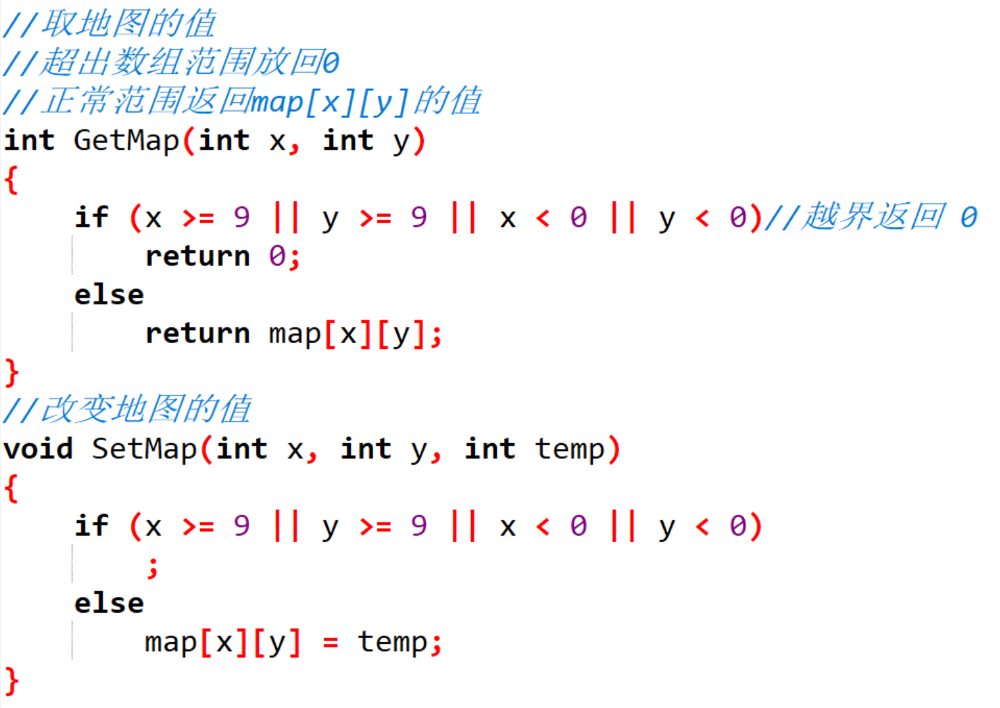 //取地图的值
//超出数组范围放回0
//正常范围返回map[x][y]的值
int GetMap(int x, int y)
{
    if (x >= 9 || y >= 9 || x < 0 || y < 0)//越界返回 0
        return 0;
    else
        return map[x][y];
}
//改变地图的值
void SetMap(int x, int y, int temp)
{
    if (x >= 9 || y >= 9 || x < 0 || y < 0)
        ;
    else
        map[x][y] = temp;
}